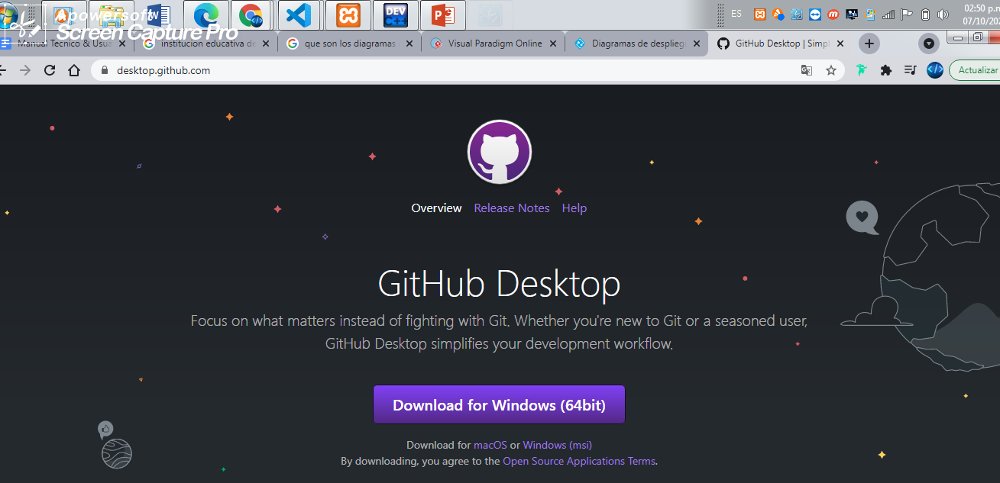 Apowersoft
Screen Capture Pro
W
DEV
C++
P
ES
02:50 p.m
07/10/20
Manual Tecnico & Usua
institucion educativa de
que son los diagramas
Visual Paradigm Online
Diagramas de desplieg
GitHub Desktop | Simpl
desktop.github.com
Actualizar
Overview Release Notes Help
GitHub Desktop
Focus on what matters instead of fighting with Git. Whether you're new to Git or a seasoned user,
GitHub Desktop simplifies your development workflow.
Download for Windows (64bit)
Download for macOS or Windows (msi)
By downloading, you agree to the Open Source Applications Terms.